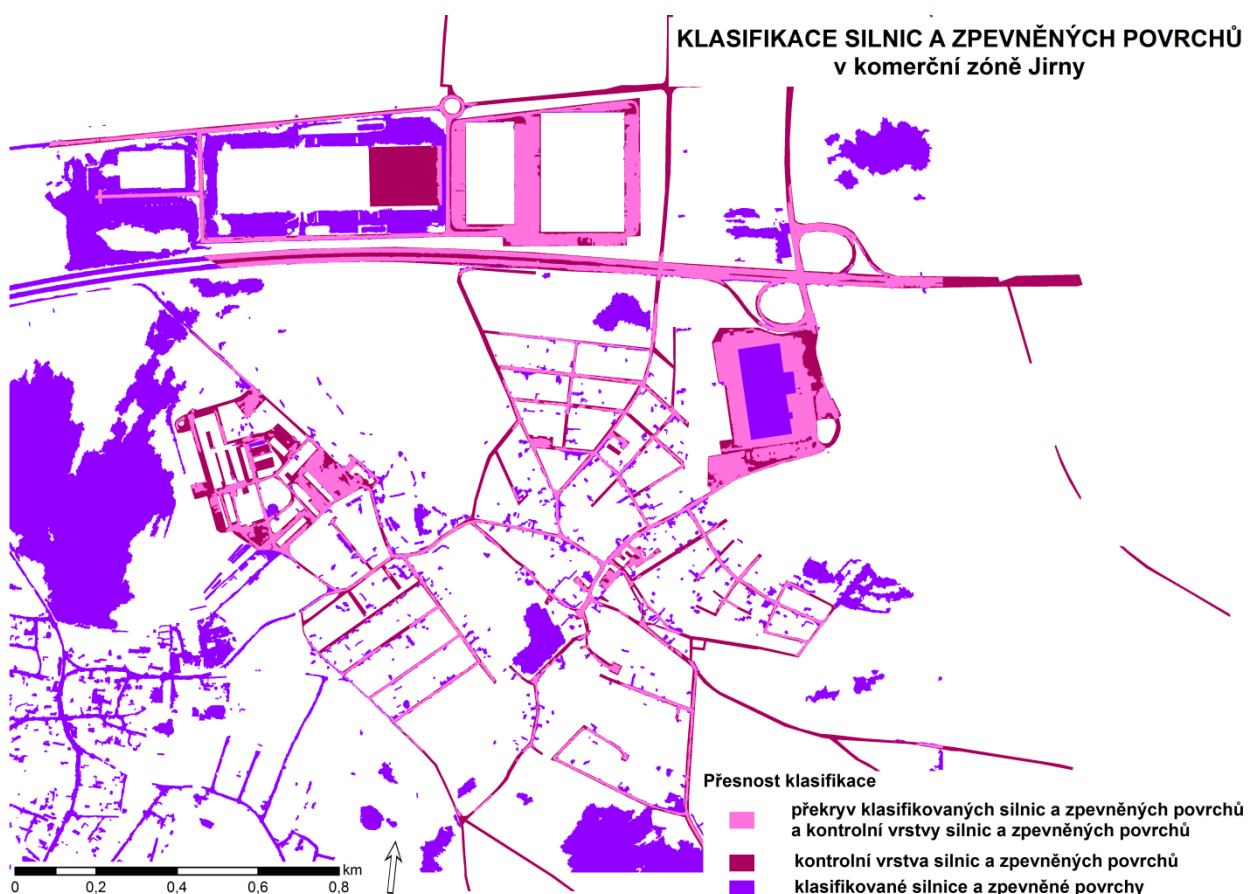 KLASIFIKACE SILNIC A ZPEVNĚNÝCH POVRCHŮ
v komerční zóně Jirny
Přesnost klasifikace
překryv klasifikovaných silnic a zpevněných povrchů
a kontrolní vrstvy silnic a zpevněných povrchů
kontrolní vrstva silnic a zpevněných povrchů
klasifikované silnice a zpevněné povrchy
km
0 0,2 0,4 0,6 0,8